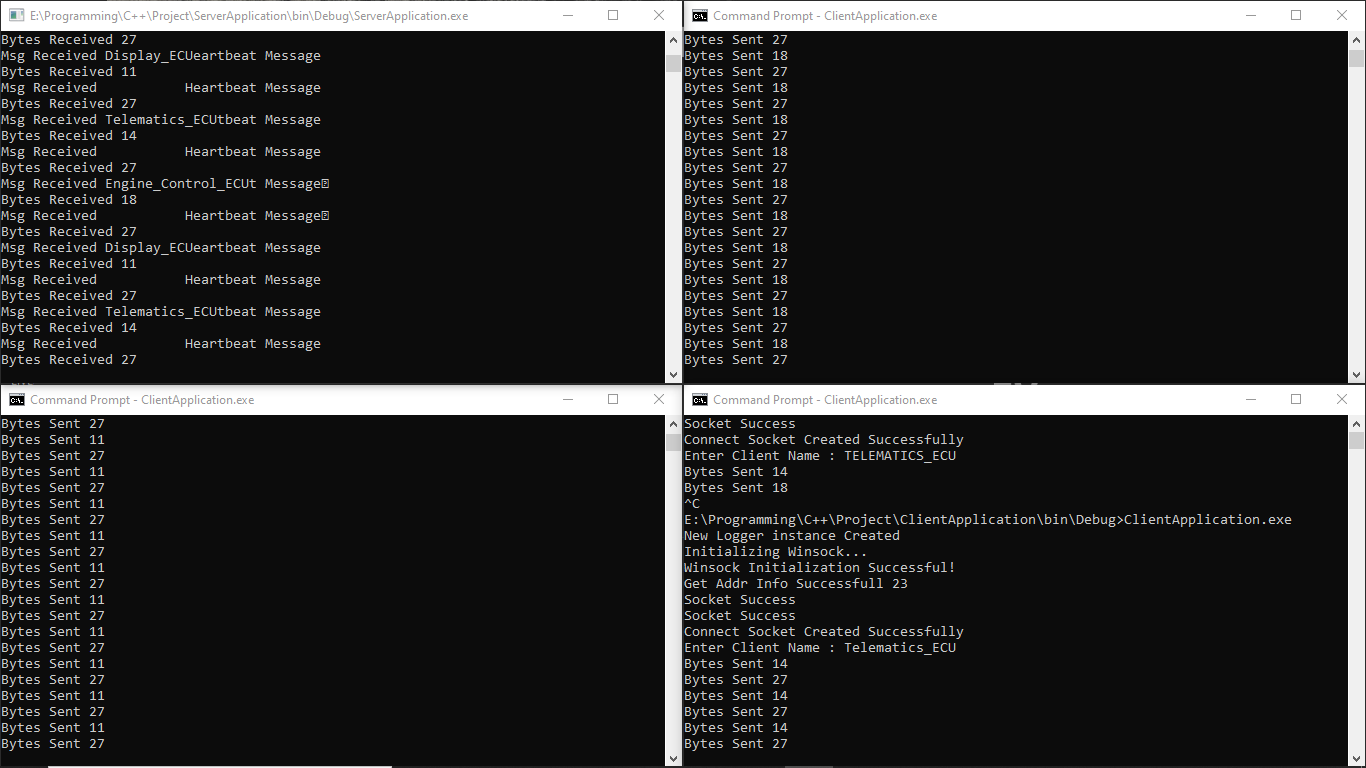 E:\Programming\C++\Project\ServerApplication\bin\Debug\ServerApplication.exe
Bytes Received 27
Msg Received Display_ECUeartbeat Message
Bytes Received 11
Msg Received           Heartbeat Message
Bytes Received 27
Msg Received Telematics_ECUtbeat Message
Bytes Received 14
Msg Received           Heartbeat Message
Bytes Received 27
Msg Received Engine_Control_ECUt Message
Bytes Received 18
Msg Received           Heartbeat Message
Bytes Received 27
Msg Received Display_ECUeartbeat Message
Bytes Received 11
Msg Received           Heartbeat Message
Bytes Received 27
Msg Received Telematics_ECUtbeat Message
Bytes Received 14
Msg Received           Heartbeat Message
Bytes Received 27
Command Prompt - ClientApplication.exe
Bytes Sent 27
Bytes Sent 18
Bytes Sent 27
Bytes Sent 18
Bytes Sent 27
Bytes Sent 18
Bytes Sent 27
Bytes Sent 18
Bytes Sent 27
Bytes Sent 18
Bytes Sent 27
Bytes Sent 18
Bytes Sent 27
Bytes Sent 18
Bytes Sent 27
Bytes Sent 18
Bytes Sent 27
Bytes Sent 18
Bytes Sent 27
Bytes Sent 18
Bytes Sent 27
Command Prompt - ClientApplication.exe
Bytes Sent 27
Bytes Sent 11
Bytes Sent 27
Bytes Sent 11
Bytes Sent 27
Bytes Sent 11
Bytes Sent 27
Bytes Sent 11
Bytes Sent 27
Bytes Sent 11
Bytes Sent 27
Bytes Sent 11
Bytes Sent 27
Bytes Sent 11
Bytes Sent 27
Bytes Sent 11
Bytes Sent 27
Bytes Sent 11
Bytes Sent 27
Bytes Sent 11
Bytes Sent 27
Command Prompt - ClientApplication.exe
Socket Success
Connect Socket Created Successfully
Enter Client Name : TELEMATICS_ECU
Bytes Sent 14
Bytes Sent 18
^C
E:\Programming\C++\Project\ClientApplication\bin\Debug>ClientApplication.exe
New Logger instance Created
Initializing Winsock...
Winsock Initialization Successful!
Get Addr Info Successfull 23
Socket Success
Socket Success
Connect Socket Created Successfully
Enter Client Name : Telematics_ECU
Bytes Sent 14
Bytes Sent 27
Bytes Sent 14
Bytes Sent 27
Bytes Sent 14
Bytes Sent 27